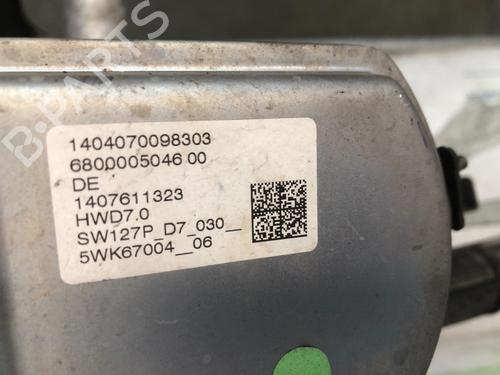 B-PARTS
1404070098303
6800005046 00
DE
1407611323
HWD7.0
SW127P_D7_030__
5WK67004__06